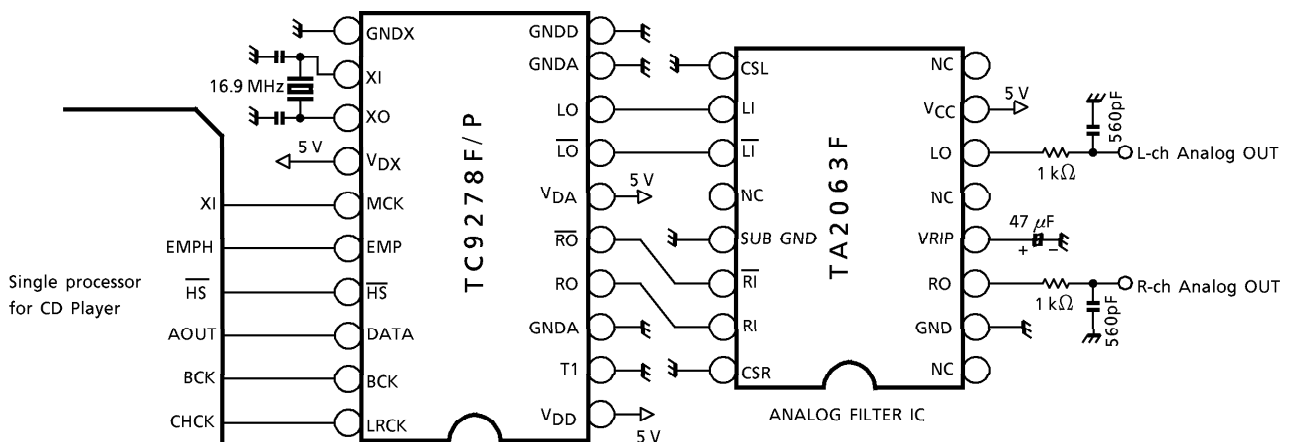 GNDX
XI
16.9 MHz
XO
5 V
VDX
MCK
EMP
HS
DATA
BCK
LRCK
TC9278F/P
GNDD
GNDA
LO
LO
VDA
5 V
RO
RO
GNDA
T1
VDD
5 V
XI
EMPH
HS
AOUT
BCK
CHCK
Single processor
for CD Player
CSL
LI
LI
NC
SUB GND
RI
RI
CSR
TA2063F
NC
VCC
5 V
LO
NC
VRIP
RO
GND
NC
ANALOG FILTER IC
560pF
1 kΩ
L-ch Analog OUT
47 μF
+ −
1 kΩ
560pF
R-ch Analog OUT